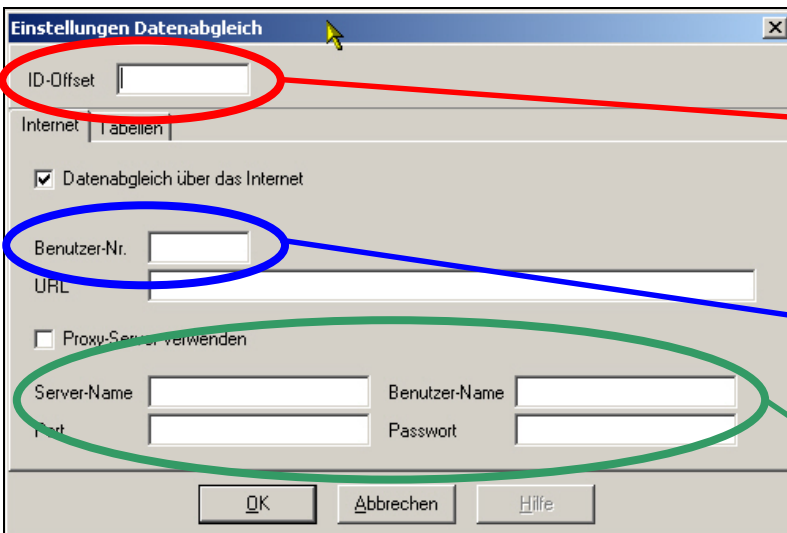 Einstellungen Datenabgleich
ID-Offset
Internet Tabellen
Datenabgleich über das Internet
Benutzer-Nr.
URL
Proxy-Server verwenden
Server-Name Benutzer-Name
Port Passwort
OK Abbrechen Hilfe